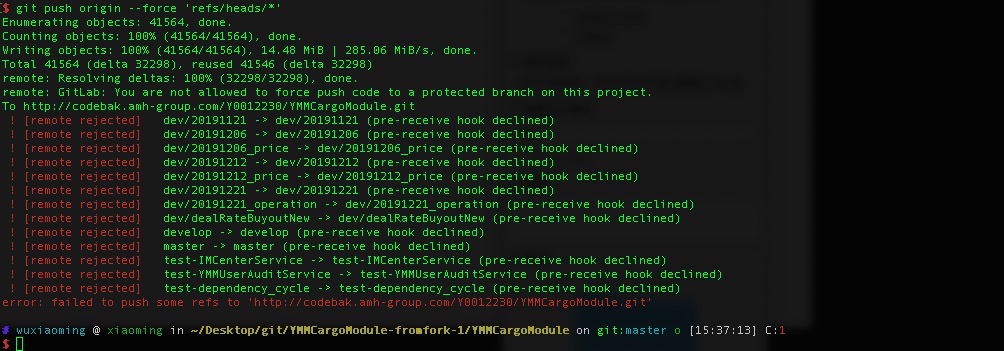 $ git push origin --force 'refs/heads/*'
Enumerating objects: 41564, done.
Counting objects: 100% (41564/41564), done.
Writing objects: 100% (41564/41564), 14.48 MiB | 285.06 MiB/s, done.
Total 41564 (delta 32298), reused 41546 (delta 32298)
remote: Resolving deltas: 100% (32298/32298), done.
remote: GitLab: You are not allowed to force push code to a protected branch on this project.
To http://codebak.amh-group.com/Y0012230/YMMCargoModule.git
! [remote rejected] dev/20191121 -> dev/20191121 (pre-receive hook declined)
! [remote rejected] dev/20191206 -> dev/20191206 (pre-receive hook declined)
! [remote rejected] dev/20191206_price -> dev/20191206_price (pre-receive hook declined)
! [remote rejected] dev/20191212 -> dev/20191212 (pre-receive hook declined)
! [remote rejected] dev/20191212_price -> dev/20191212_price (pre-receive hook declined)
! [remote rejected] dev/20191221 -> dev/20191221 (pre-receive hook declined)
! [remote rejected] dev/20191221_operation -> dev/20191221_operation (pre-receive hook declined)
! [remote rejected] dev/dealRateBuyoutNew -> dev/dealRateBuyoutNew (pre-receive hook declined)
! [remote rejected] develop -> develop (pre-receive hook declined)
! [remote rejected] master -> master (pre-receive hook declined)
! [remote rejected] test-IMCenterService -> test-IMCenterService (pre-receive hook declined)
! [remote rejected] test-YMMUserAuditService -> test-YMMUserAuditService (pre-receive hook declined)
! [remote rejected] test-dependency_cycle -> test-dependency_cycle (pre-receive hook declined)
error: failed to push some refs to 'http://codebak.amh-group.com/Y0012230/YMMCargoModule.git'
# wuxiaoming @ xiaoming in ~/Desktop/git/YMMCargoModule-fromfork-1/YMMCargoModule on git:master o [15:37:13] C:1
$